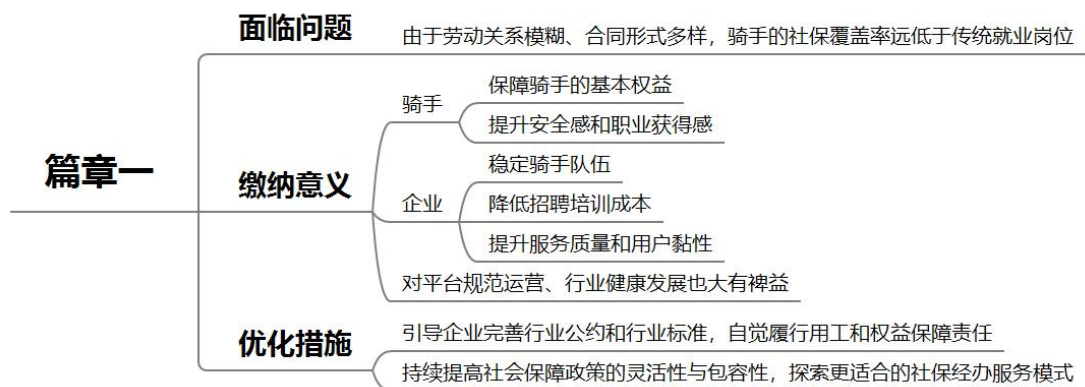 篇章一
面临问题
由于劳动关系模糊、合同形式多样，骑手的社保覆盖率远低于传统就业岗位
缴纳意义
骑手
保障骑手的基本权益
提升安全感和职业获得感
企业
稳定骑手队伍
降低招聘培训成本
提升服务质量和用户黏性
对平台规范运营、行业健康发展也大有裨益
优化措施
引导企业完善行业公约和行业标准，自觉履行用工和权益保障责任
持续提高社会保障政策的灵活性与包容性，探索更适合的社保经办服务模式